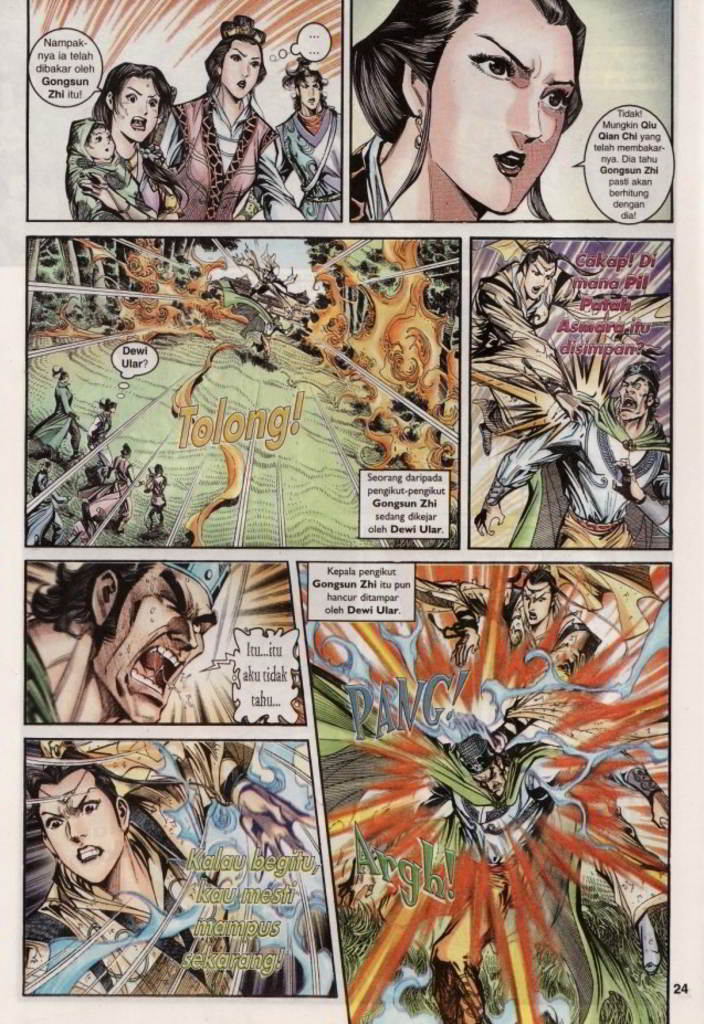 Nampak-
nya ia telah
dibakar oleh
Gongsun
Zhi itu!
...
...
Tidak!
Mungkin Qiu
Qian Chi yang
telah membakar-
nya. Dia tahu
Gongsun Zhi
pasti akan
berhitung
dengan
dia!
Dewi
Ular?
Tolong!
Seorang daripada
pengikut-pengikut
Gongsun Zhi
sedang dikejar
oleh Dewi Ular.
Cakap! Di
mana Pil
Patah
Asmara itu
disimpan?
Itu...itu
aku tidak
tahu...
Kepala pengikut
Gongsun Zhi itu pun
hancur ditampar
oleh Dewi Ular.
PANG!
Argh!
Kalau begitu,
kau mesti
mampus
sekarang!
24